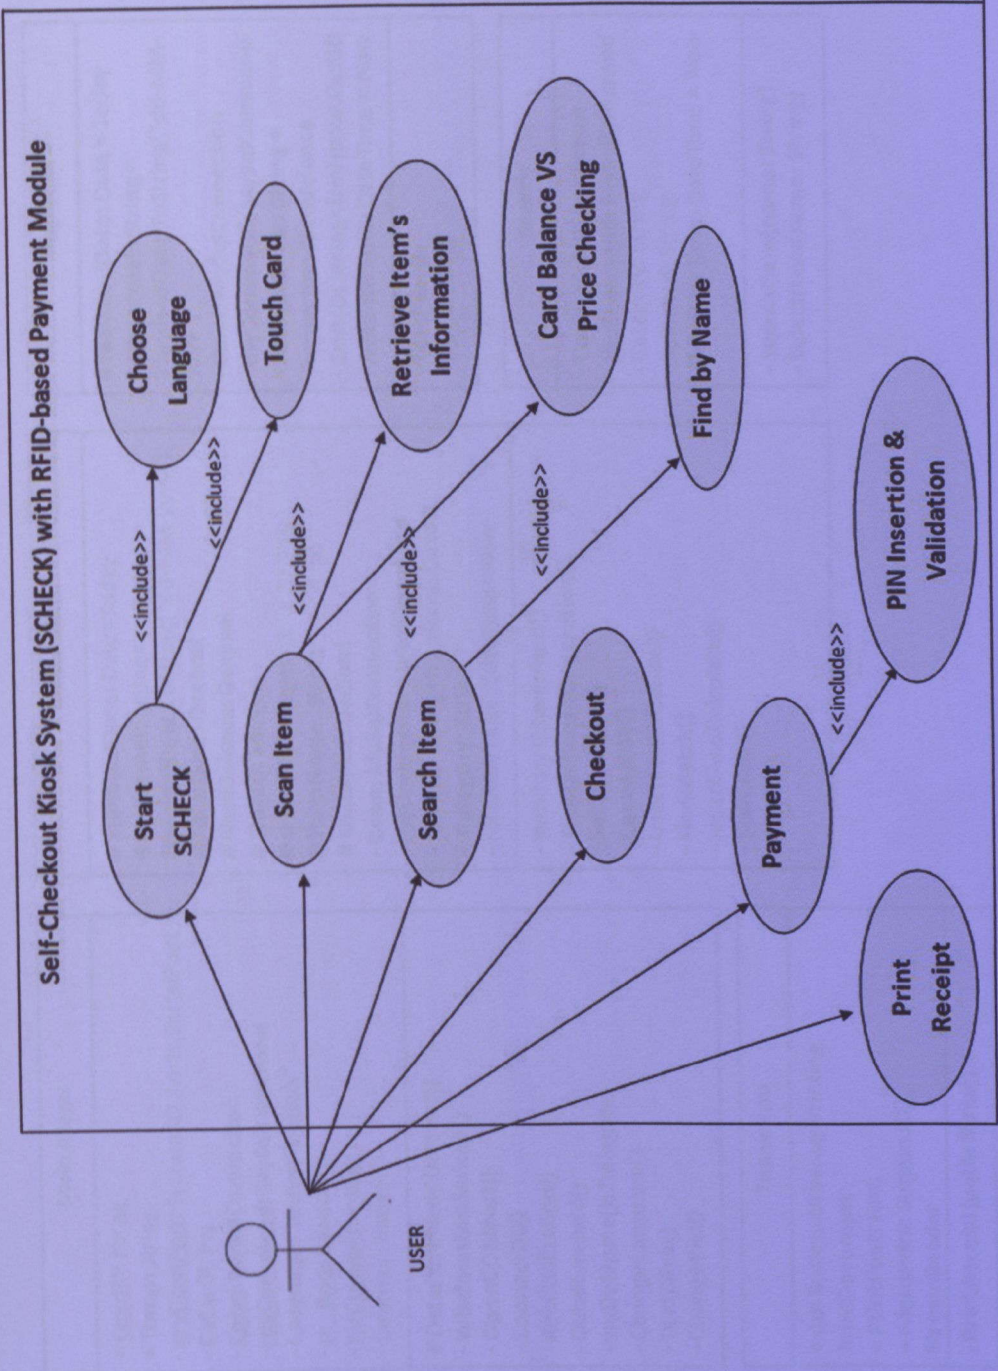 Self-Checkout Kiosk System (SCHECK) with RFID-based Payment Module
Start
SCHECK
<<include>>
Choose
Language
<<include>>
Touch Card
Scan Item
<<include>>
Retrieve Item's
Information
<<include>>
Card Balance VS
Price Checking
Search Item
<<include>>
Find by Name
Checkout
Payment
<<include>>
PIN Insertion &
Validation
Print
Receipt
USER